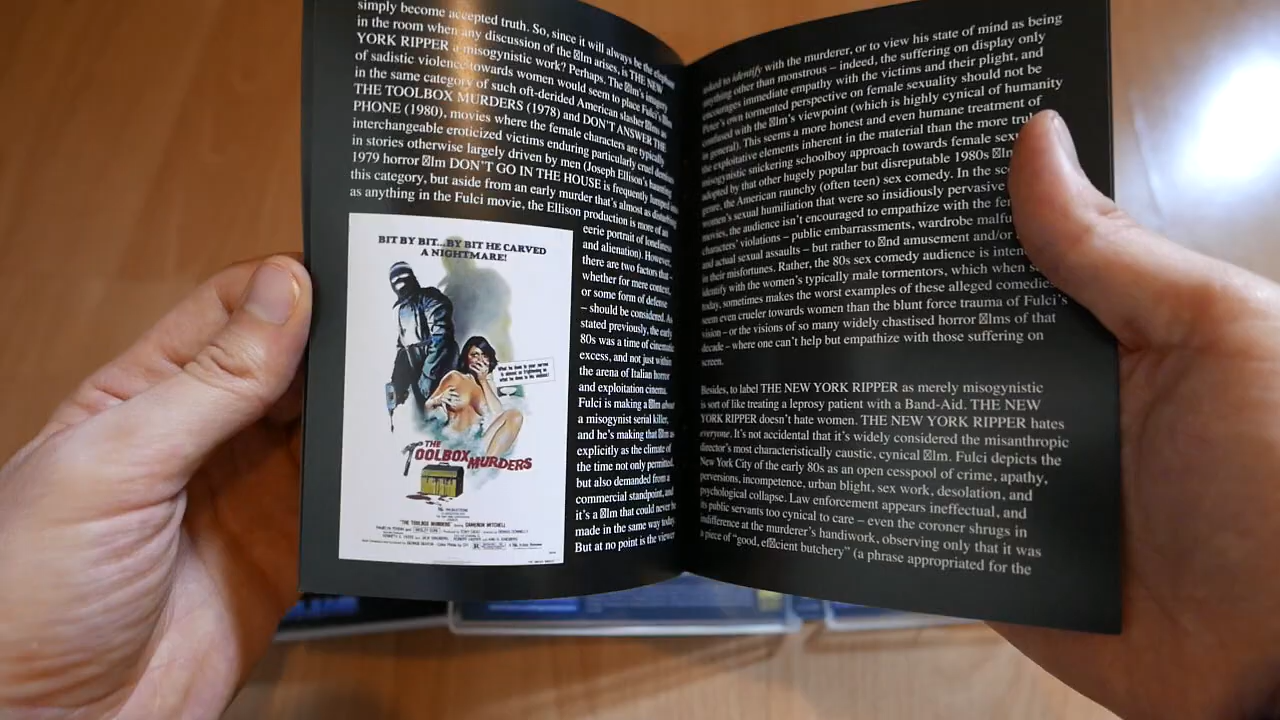 simply become accepted truth. So, since it will always be the elephant
in the room when any discussion of the �lm arises, is THE NEW
YORK RIPPER a misogynistic work? Perhaps. The �lm's imagery
of sadistic violence towards women would seem to place Fulci's film
in the same category of such oft-derided American slasher �lms as
THE TOOLBOX MURDERS (1978) and DON'T ANSWER THE
PHONE (1980), movies where the female characters are typically
interchangeable eroticized victims enduring particularly cruel
in stories otherwise largely driven by men (Joseph Ellison's haunting
1979 horror �lm DON'T GO IN THE HOUSE is frequently lumped into
this category, but aside from an early murder that's almost as disturbing
as anything in the Fulci movie, the Ellison production is more of an
eerie portrait of loneliness
and alienation). However,
there are two factors that –
whether for mere context,
or some form of defense
– should be considered. As
stated previously, the early
80s was a time of cinematic
excess, and not just within
the arena of Italian horror
and exploitation cinema.
Fulci is making a �lm about
a misogynist serial killer,
and he's making that �lm as
explicitly as the climate of
the time not only permitted,
but also demanded from a
commercial standpoint, and
it's a �lm that could never be
made in the same way today.
But at no point is the viewer
BIT BY BIT...BY BIT HE CARVED
A NIGHTMARE!
THE
TOOLBOX
MURDERS
"THE TOOLBOX MURDERS" CAMERON MITCHELL
R
asked to identify with the murderer, or to view his state of mind as being
anything other than monstrous – indeed, the suffering on display only
encourages immediate empathy with the victims and their plight, and
Peter's own tormented perspective on female sexuality should not be
confused with the �lm's viewpoint (which is highly cynical of humanity
in general). This seems a more honest and even humane treatment of
the exploitative elements inherent in the material than the more truly
misogynistic snickering schoolboy approach towards female
adopted by that other hugely popular but disreputable 1980s �lm
genre, the American raunchy (often teen) sex comedy. In the
women's sexual humiliation that were so insidiously pervasive
movies, the audience isn't encouraged to empathize with the
characters' violations – public embarrassments, wardrobe
and actual sexual assaults – but rather to �nd amusement and/or
in their misfortunes. Rather, the 80s sex comedy audience is
identify with the women's typically male tormentors, which when
today, sometimes makes the worst examples of these alleged comedies
seem even crueler towards women than the blunt force trauma of Fulci's
vision – or the visions of so many widely chastised horror �lms of that
decade – where one can't help but empathize with those suffering on
screen.
Besides, to label THE NEW YORK RIPPER as merely misogynistic
is sort of like treating a leprosy patient with a Band-Aid. THE NEW
YORK RIPPER doesn't hate women. THE NEW YORK RIPPER hates
everyone. It's not accidental that it's widely considered the misanthropic
director's most characteristically caustic, cynical �lm. Fulci depicts the
New York City of the early 80s as an open cesspool of crime, apathy,
perversions, incompetence, urban blight, sex work, desolation, and
psychological collapse. Law enforcement appears ineffectual, and
its public servants too cynical to care – even the coroner shrugs in
indifference at the murderer's handiwork, observing only that it was
a piece of "good, ef�cient butchery" (a phrase appropriated for the